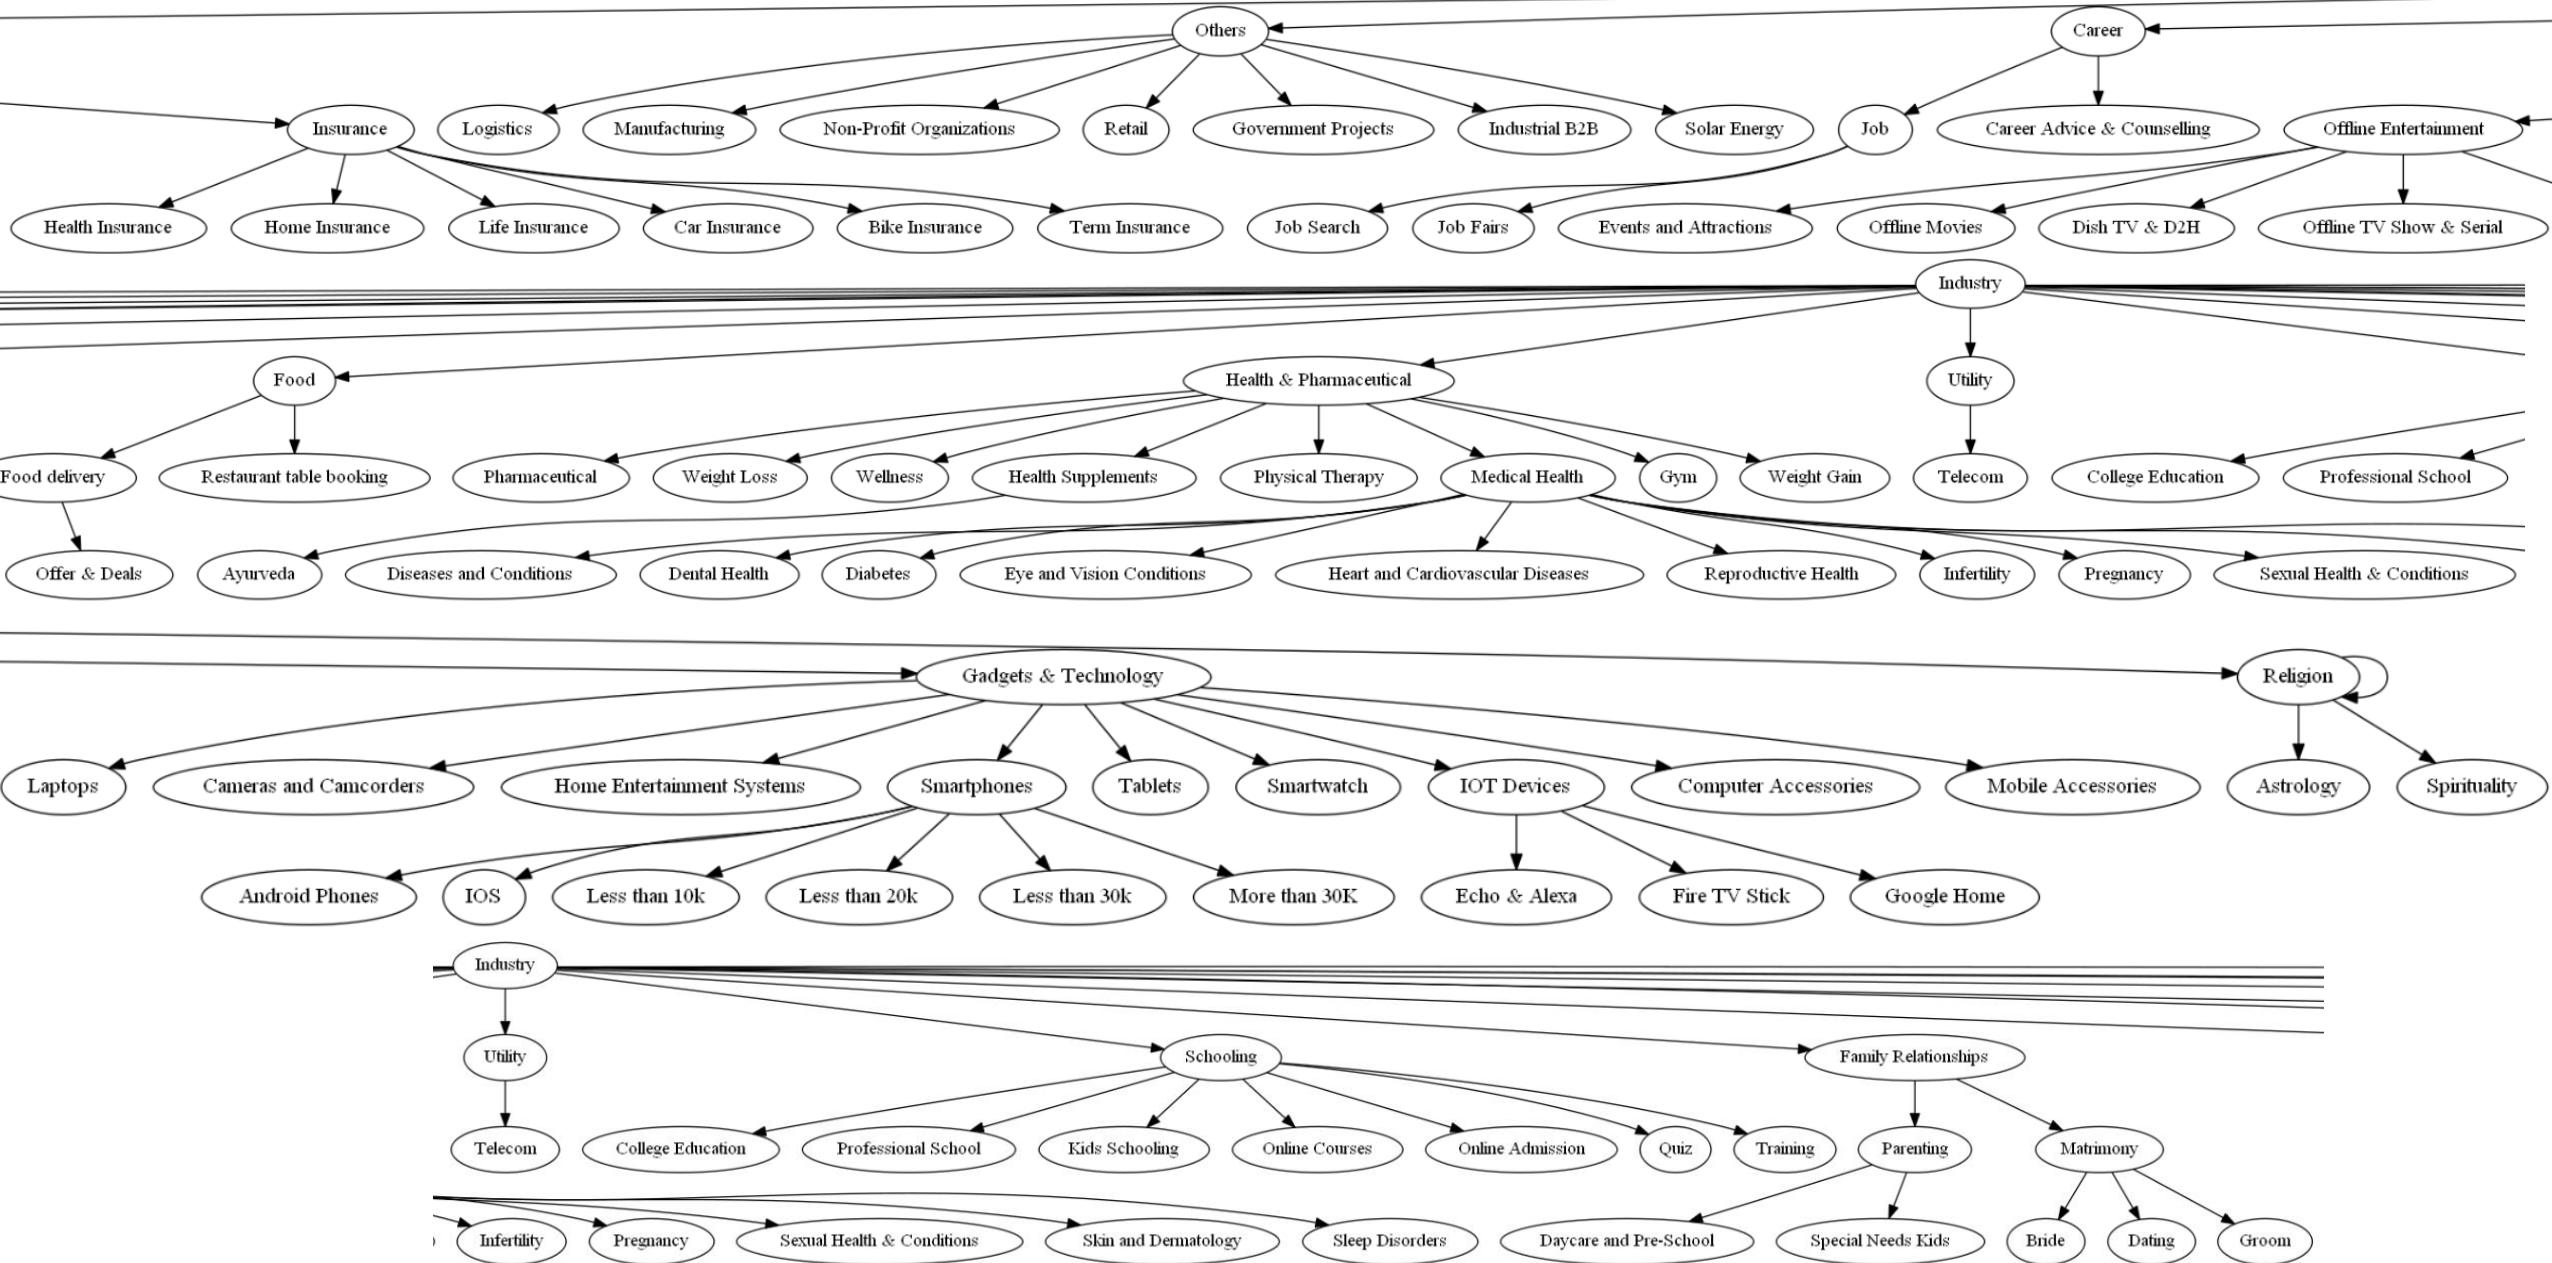 Others
Career
Insurance
Logistics
Manufacturing
Non-Profit Organizations
Retail
Government Projects
Industrial B2B
Solar Energy
Job
Career Advice & Counselling
Offline Entertainment
Health Insurance
Home Insurance
Life Insurance
Car Insurance
Bike Insurance
Term Insurance
Job Search
Job Fairs
Events and Attractions
Offline Movies
Dish TV & D2H
Offline TV Show & Serial
Industry
Food
Health & Pharmaceutical
Utility
Food delivery
Restaurant table booking
Pharmaceutical
Weight Loss
Wellness
Health Supplements
Physical Therapy
Medical Health
Gym
Weight Gain
Telecom
College Education
Professional School
Offer & Deals
Ayurveda
Diseases and Conditions
Dental Health
Diabetes
Eye and Vision Conditions
Heart and Cardiovascular Diseases
Reproductive Health
Infertility
Pregnancy
Sexual Health & Conditions
Gadgets & Technology
Religion
Laptops
Cameras and Camcorders
Home Entertainment Systems
Smartphones
Tablets
Smartwatch
IOT Devices
Computer Accessories
Mobile Accessories
Astrology
Spirituality
Android Phones
IOS
Less than 10k
Less than 20k
Less than 30k
More than 30K
Echo & Alexa
Fire TV Stick
Google Home
Industry
Utility
Schooling
Family Relationships
Telecom
College Education
Professional School
Kids Schooling
Online Courses
Online Admission
Quiz
Training
Parenting
Matrimony
Infertility
Pregnancy
Sexual Health & Conditions
Skin and Dermatology
Sleep Disorders
Daycare and Pre-School
Special Needs Kids
Bride
Dating
Groom